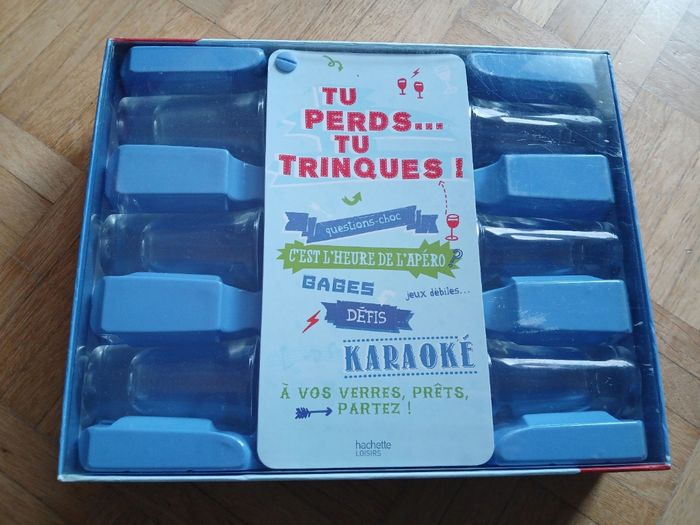 TU
PERDS...
TU
TRINQUES !
questions-choc
C'EST L'HEURE DE L'APÉRO ?
GAGES
jeux débiles...
DÉFIS
KARAOKÉ
À VOS VERRES, PRÊTS,
PARTEZ !
hachette
LOISIRS